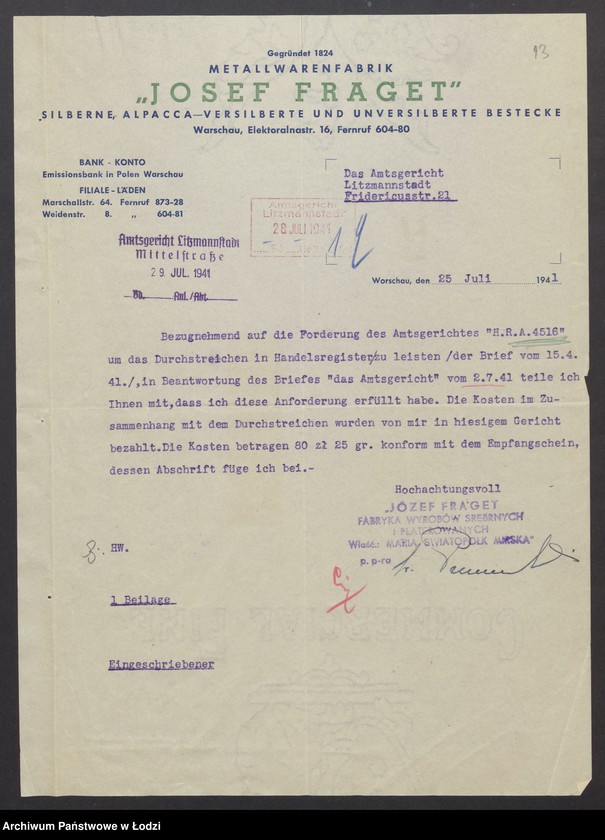 13
Gegründet 1824
METALLWARENFABRIK
„JOSEF FRAGET"
SILBERNE, ALPACCA—VERSILBERTE UND UNVERSILBERTE BESTECKE
Warschau, Elektoralnastr. 16, Fernruf 604-80
BANK - KONTO
Emissionsbank in Polen Warschau
FILIALE - LÄDEN
Marschallstr. 64. Fernruf 873-28
Weidenstr. 8. „ 604-81
Das Amtsgericht
Litzmannstadt
Fridericusstr.21
Amtsgericht
Litzmannstadt
28 JULI 1941
Amtsgericht Litzmannstadt
Mittelstraße
29. JUL. 1941
Warschau, den 25 Juli 1941
Bezugnehmend auf die Forderung des Amtsgerichtes "H.R.A.4516"
um das Durchstreichen in Handelsregister/zu leisten /der Brief vom 15.4.
41./,in Beantwortung des Briefes "das Amtsgericht" vom 2.7.41 teile ich
Ihnen mit,dass ich diese Anforderung erfüllt habe. Die Kosten im Zu-
sammenhang mit dem Durchstreichen wurden von mir in hiesigem Gericht
bezahlt.Die Kosten betragen 80 zł 25 gr. konform mit dem Empfangschein,
dessen Abschrift füge ich bei.-
Hochachtungsvoll
„JÓZEF FRAGET
FABRYKA WYROBÓW SREBRNYCH
I PLATEROWANYCH
Właść: MARIA ŚWIATOPOŁK MIRSKA"
p. p-ra
HW.
1 Beilage
Eingeschriebener
Archiwum Państwowe w Łodzi